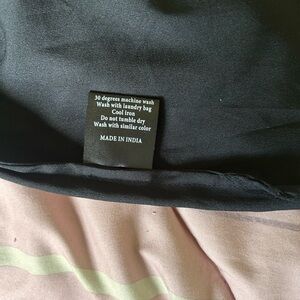 30 degrees machine wash
Wash with laundry bag
Cool iron
Do not tumble dry
Wash with similar color
MADE IN INDIA